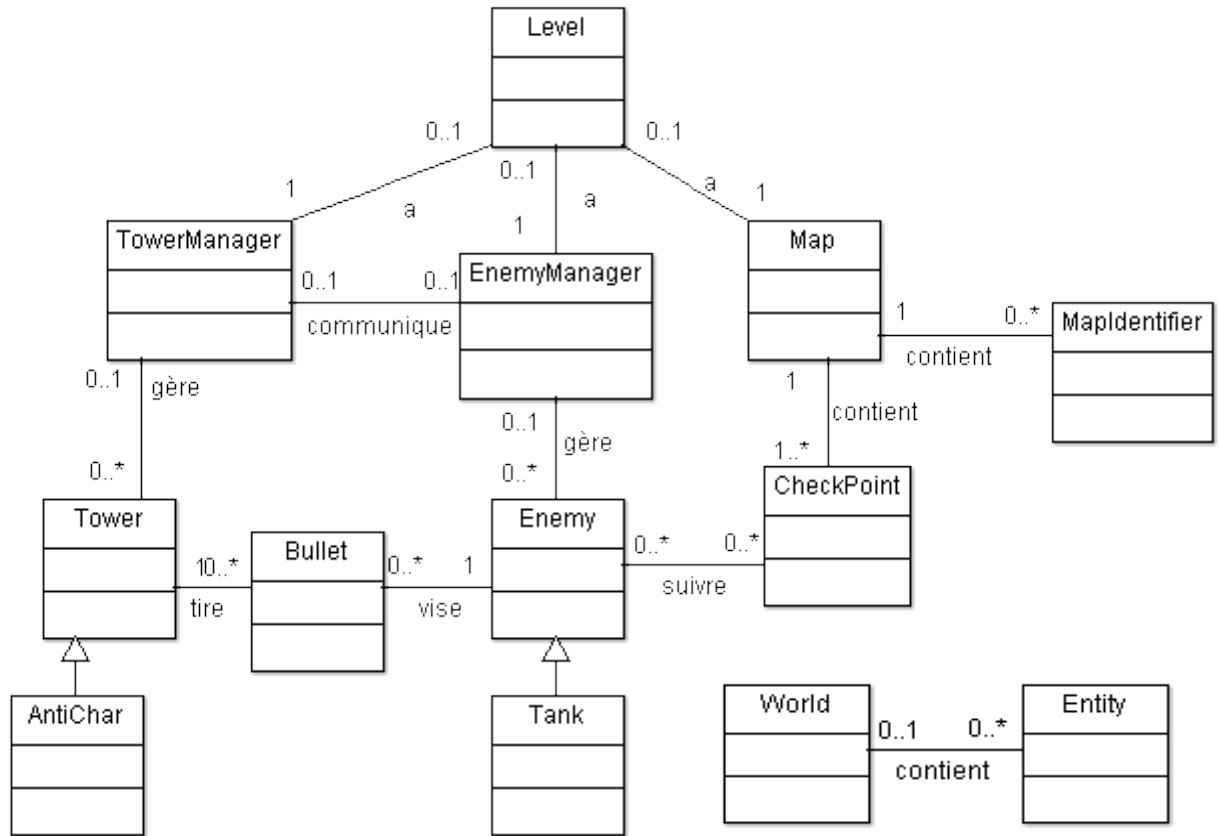 Level
0..1
0..1
0..1
1
a
a
a
1
1
TowerManager
EnemyManager
Map
0..1
0..1
communique
1
0..*
contient
MapIdentifier
0..1
gère
0..*
0..1
gère
0..*
1
contient
1..*
Tower
Bullet
Enemy
CheckPoint
10..*
tire
0..*
1
vise
0..*
0..*
suivre
AntiChar
Tank
World
Entity
0..1
0..*
contient